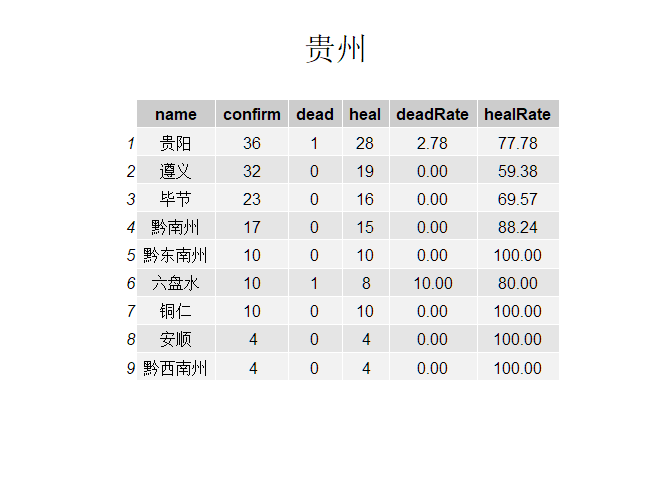 贵州
name confirm dead heal deadRate healRate
1 贵阳 36 1 28 2.78 77.78
2 遵义 32 0 19 0.00 59.38
3 毕节 23 0 16 0.00 69.57
4 黔南州 17 0 15 0.00 88.24
5 黔东南州 10 0 10 0.00 100.00
6 六盘水 10 1 8 10.00 80.00
7 铜仁 10 0 10 0.00 100.00
8 安顺 4 0 4 0.00 100.00
9 黔西南州 4 0 4 0.00 100.00